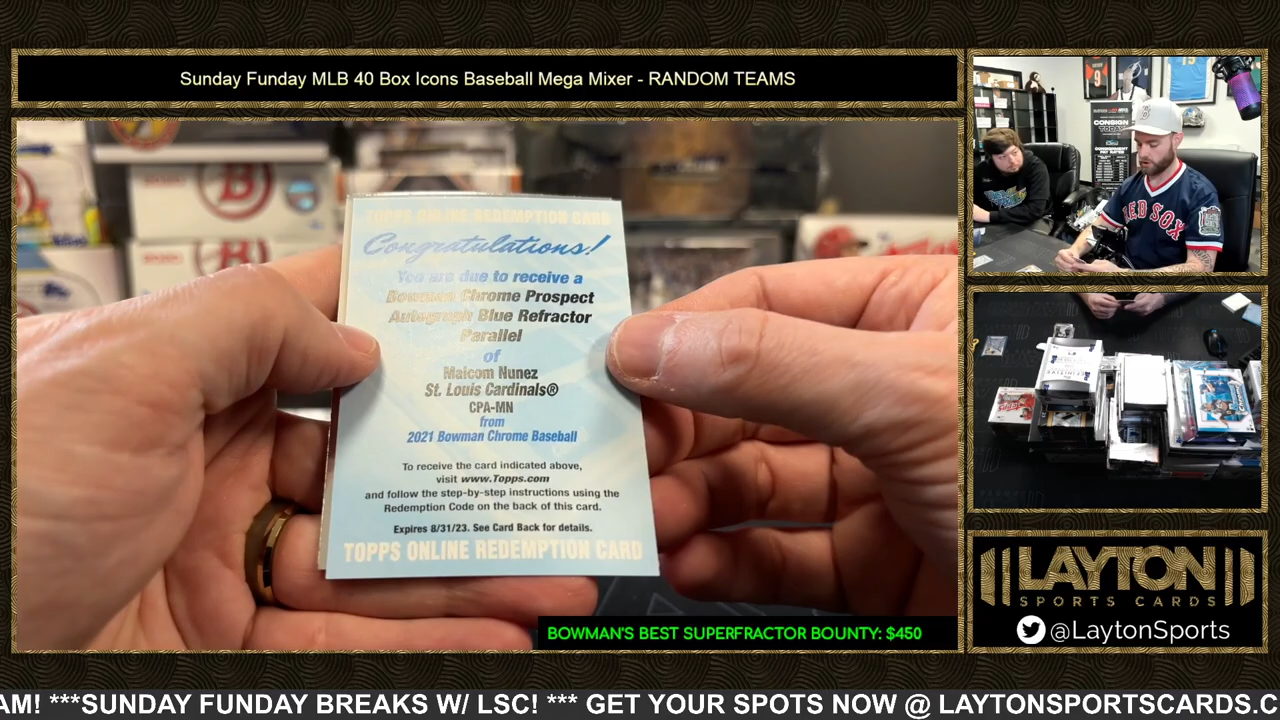 Sunday Funday MLB 40 Box Icons Baseball Mega Mixer - RANDOM TEAMS
TOPPS ONLINE REDEMPTION CARD
Congratulations!
You are due to receive a
Bowman Chrome Prospect
Autograph Blue Refractor
Parallel
of
Malcom Nunez
St. Louis Cardinals®
CPA-MN
from
2021 Bowman Chrome Baseball
To receive the card indicated above,
visit www.Topps.com
and follow the step-by-step instructions using the
Redemption Code on the back of this card.
Expires 8/31/23. See Card Back for details.
TOPPS ONLINE REDEMPTION CARD
BOWMAN'S BEST SUPERFRACTOR BOUNTY: $450
CONSIGN
TODAY
RED SOX
LAYTON
SPORTS CARDS
@LaytonSports
AM! ***SUNDAY FUNDAY BREAKS W/ LSC! *** GET YOUR SPOTS NOW @ LAYTONSPORTSCARDS.C